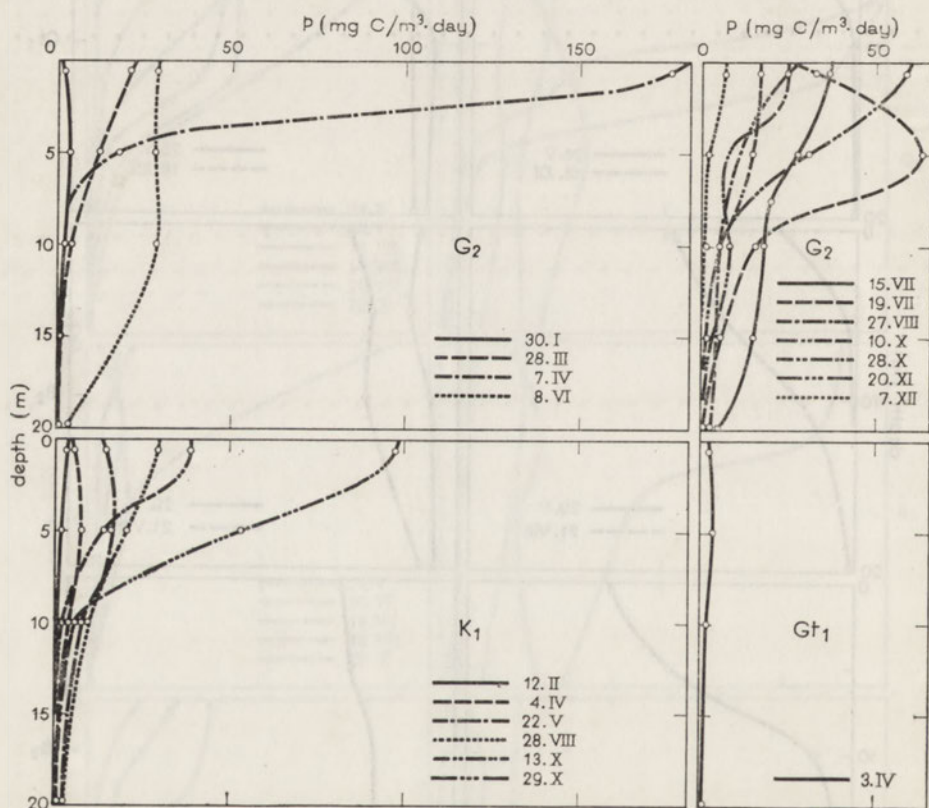 P (mg C/m³·day)
P (mg C/m³·day)
0 50 100 150
0 50
5
10
15
20
G₂
30. I
28. III
7. IV
8. VI
G₂
15. VII
19. VII
27. VIII
10. X
28. X
20. XI
7. XII
depth (m)
0
5
10
15
20
K₁
12. II
4. IV
22. V
28. VIII
13. X
29. X
Gt₁
3. IV